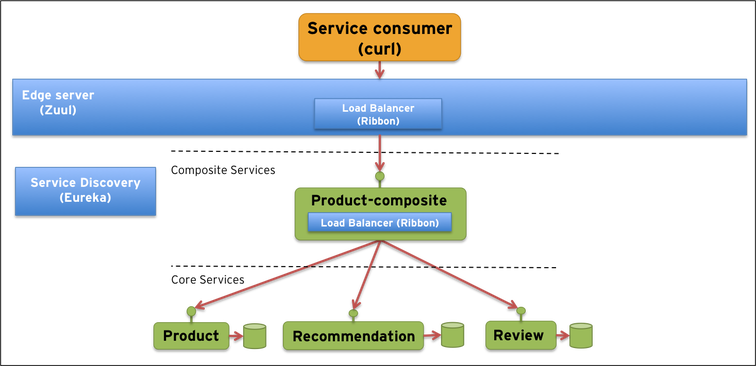 Service consumer
(curl)
Edge server
(Zuul)
Load Balancer
(Ribbon)
Composite Services
Service Discovery
(Eureka)
Product-composite
Load Balancer (Ribbon)
Core Services
Product
Recommendation
Review